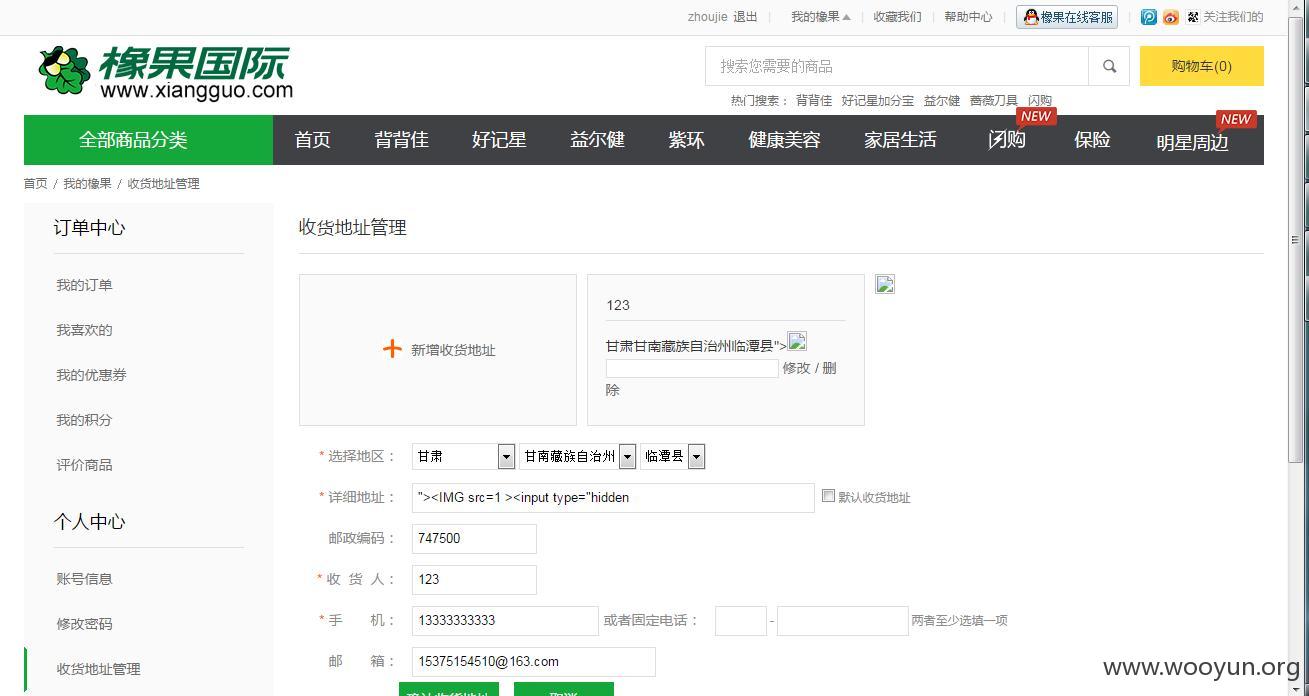 zhoujie 退出 我的橡果 收藏我们 帮助中心 橡果在线客服 关注我们的
橡果国际
www.xiangguo.com
搜索您需要的商品
购物车(0)
热门搜索： 背背佳 好记星加分宝 益尔健 蔷薇刀具 闪购
全部商品分类 首页 背背佳 好记星 益尔健 紫环 健康美容 家居生活 闪购 NEW 保险 明星周边 NEW
首页 / 我的橡果 / 收货地址管理
订单中心
我的订单
我喜欢的
我的优惠券
我的积分
评价商品
个人中心
账号信息
修改密码
收货地址管理
收货地址管理
新增收货地址
123
甘肃甘南藏族自治州临潭县">
修改 / 删
除
* 选择地区： 甘肃 甘南藏族自治州 临潭县
* 详细地址： "><IMG src=1 ><input type="hidden 默认收货地址
邮政编码： 747500
* 收 货 人： 123
* 手 机： 13333333333 或者固定电话： - 两者至少选填一项
邮 箱： 15375154510@163.com
确认收货地址 取消
www.wooyun.org